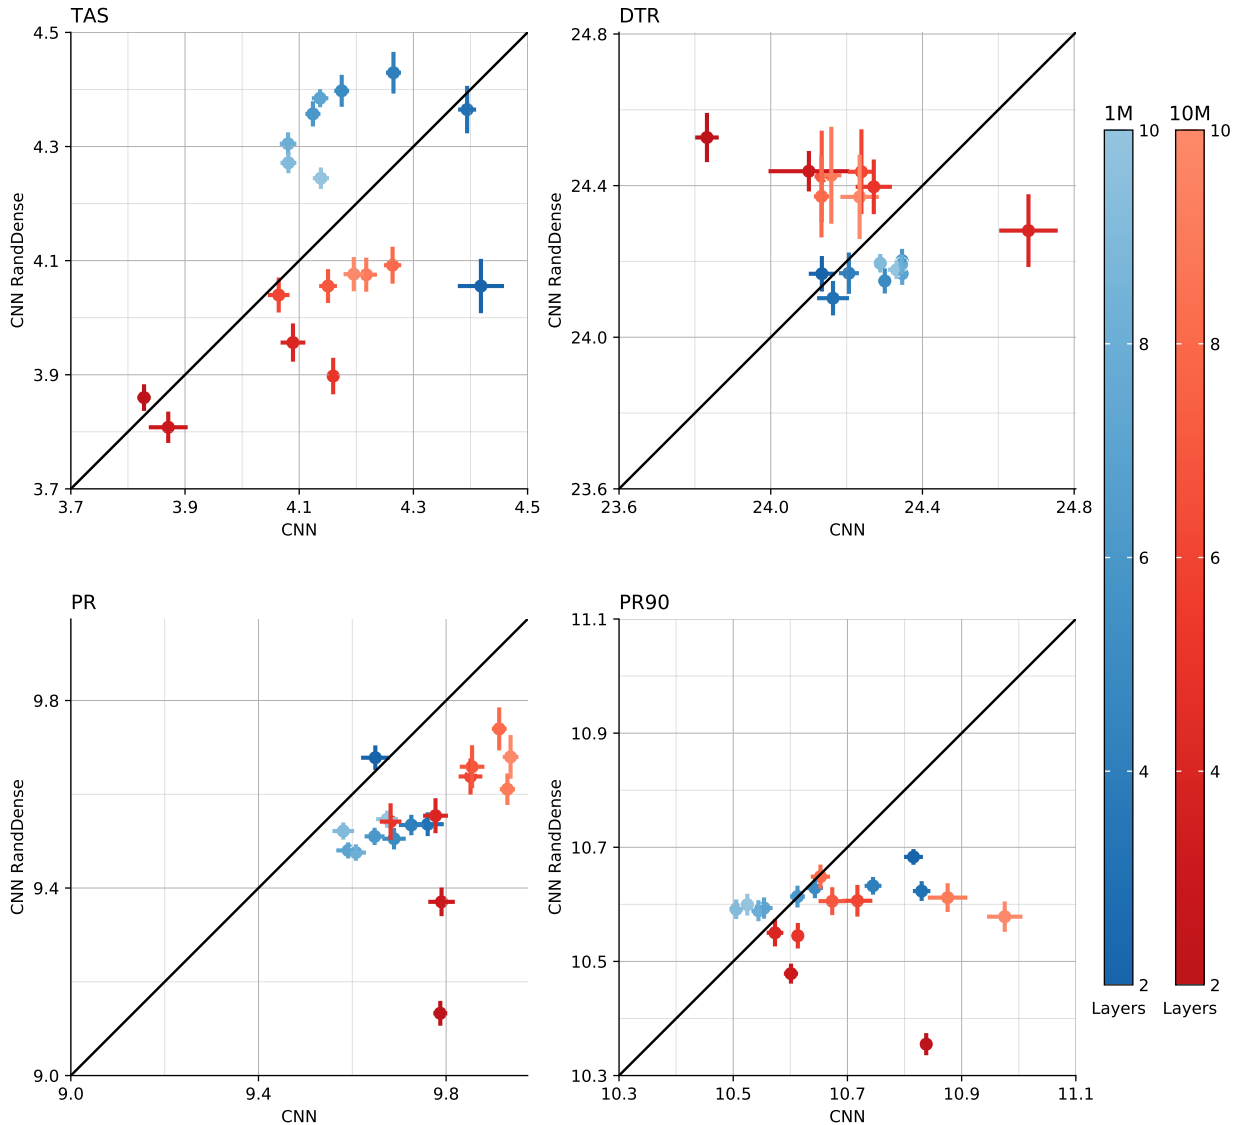 TAS
4.5
4.3
4.1
3.9
3.7
CNN RandDense
3.7 3.9 4.1 4.3 4.5
CNN
DTR
24.8
24.4
24.0
23.6
CNN RandDense
23.6 24.0 24.4 24.8
CNN
PR
9.8
9.4
9.0
CNN RandDense
9.0 9.4 9.8
CNN
PR90
11.1
10.9
10.7
10.5
10.3
CNN RandDense
10.3 10.5 10.7 10.9 11.1
CNN
1M
10
8
6
4
2
Layers
10M
10
8
6
4
2
Layers